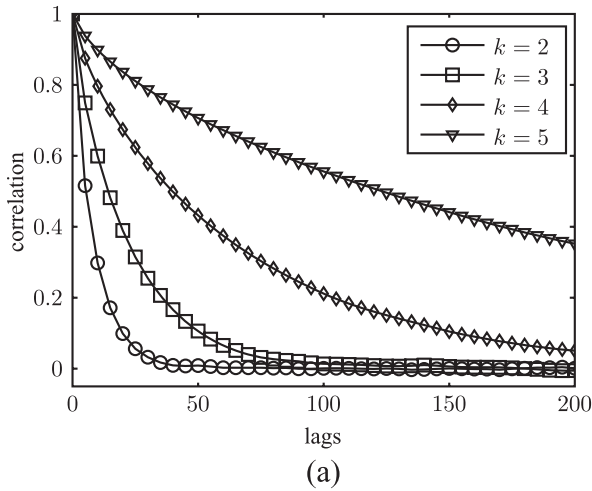 1
k = 2
k = 3
0.8
k = 4
k = 5
0.6
correlation
0.4
0.2
0
0 50 100 150 200
lags
(a)